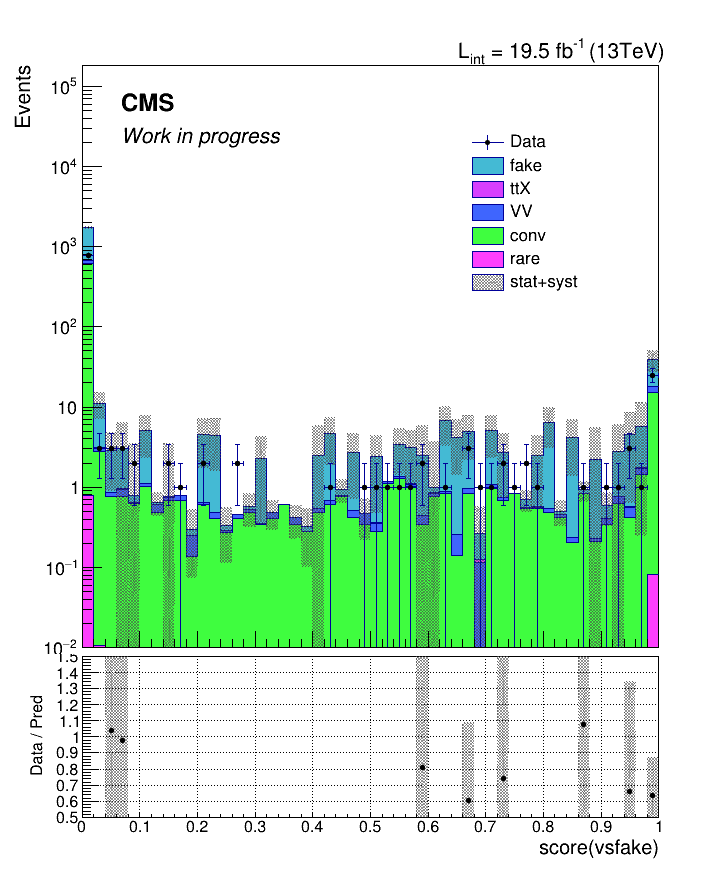 L_int = 19.5 fb^-1 (13TeV)
Events
CMS
Work in progress
Data
fake
ttX
VV
conv
rare
stat+syst
10^5
10^4
10^3
10^2
10
1
10^-1
10^-2
Data / Pred
1.5
1.4
1.3
1.2
1.1
1
0.9
0.8
0.7
0.6
0.5
0 0.1 0.2 0.3 0.4 0.5 0.6 0.7 0.8 0.9 1
score(vsfake)